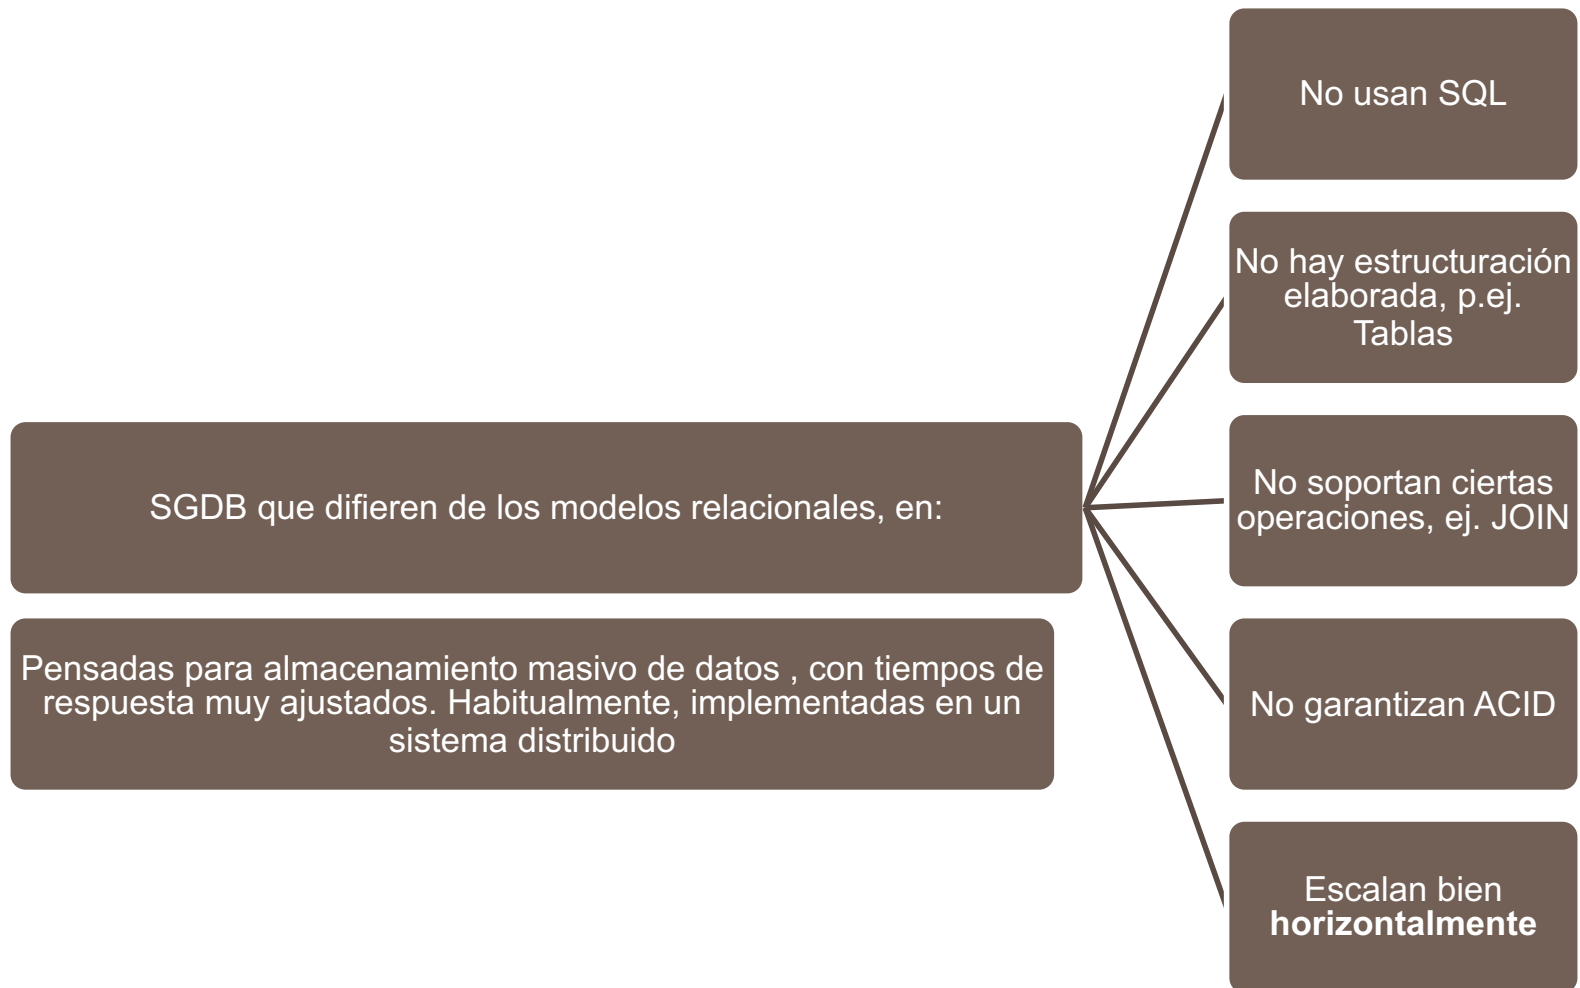 No usan SQL
No hay estructuración
elaborada, p.ej.
Tablas
SGDB que difieren de los modelos relacionales, en:
No soportan ciertas
operaciones, ej. JOIN
Pensadas para almacenamiento masivo de datos , con tiempos de
respuesta muy ajustados. Habitualmente, implementadas en un
sistema distribuido
No garantizan ACID
Escalan bien
horizontalmente